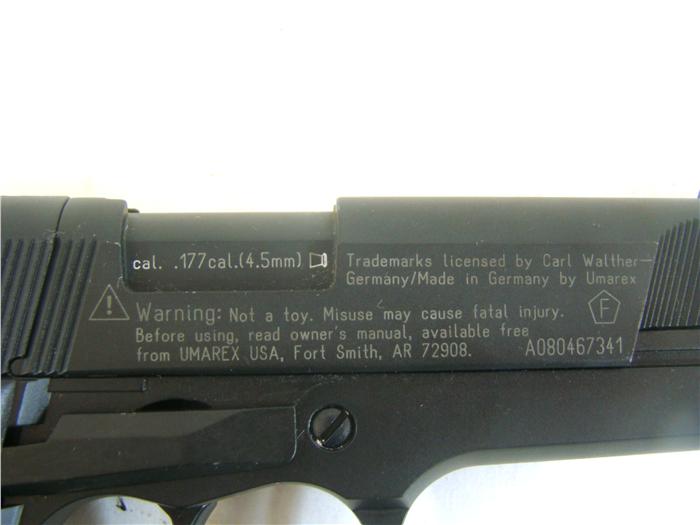 cal. .177cal.(4.5mm)
Trademarks licensed by Carl Walther
Germany/Made in Germany by Umarex
Warning: Not a toy. Misuse may cause fatal injury.
F
Before using, read owner's manual, available free
from UMAREX USA, Fort Smith, AR 72908.
A080467341